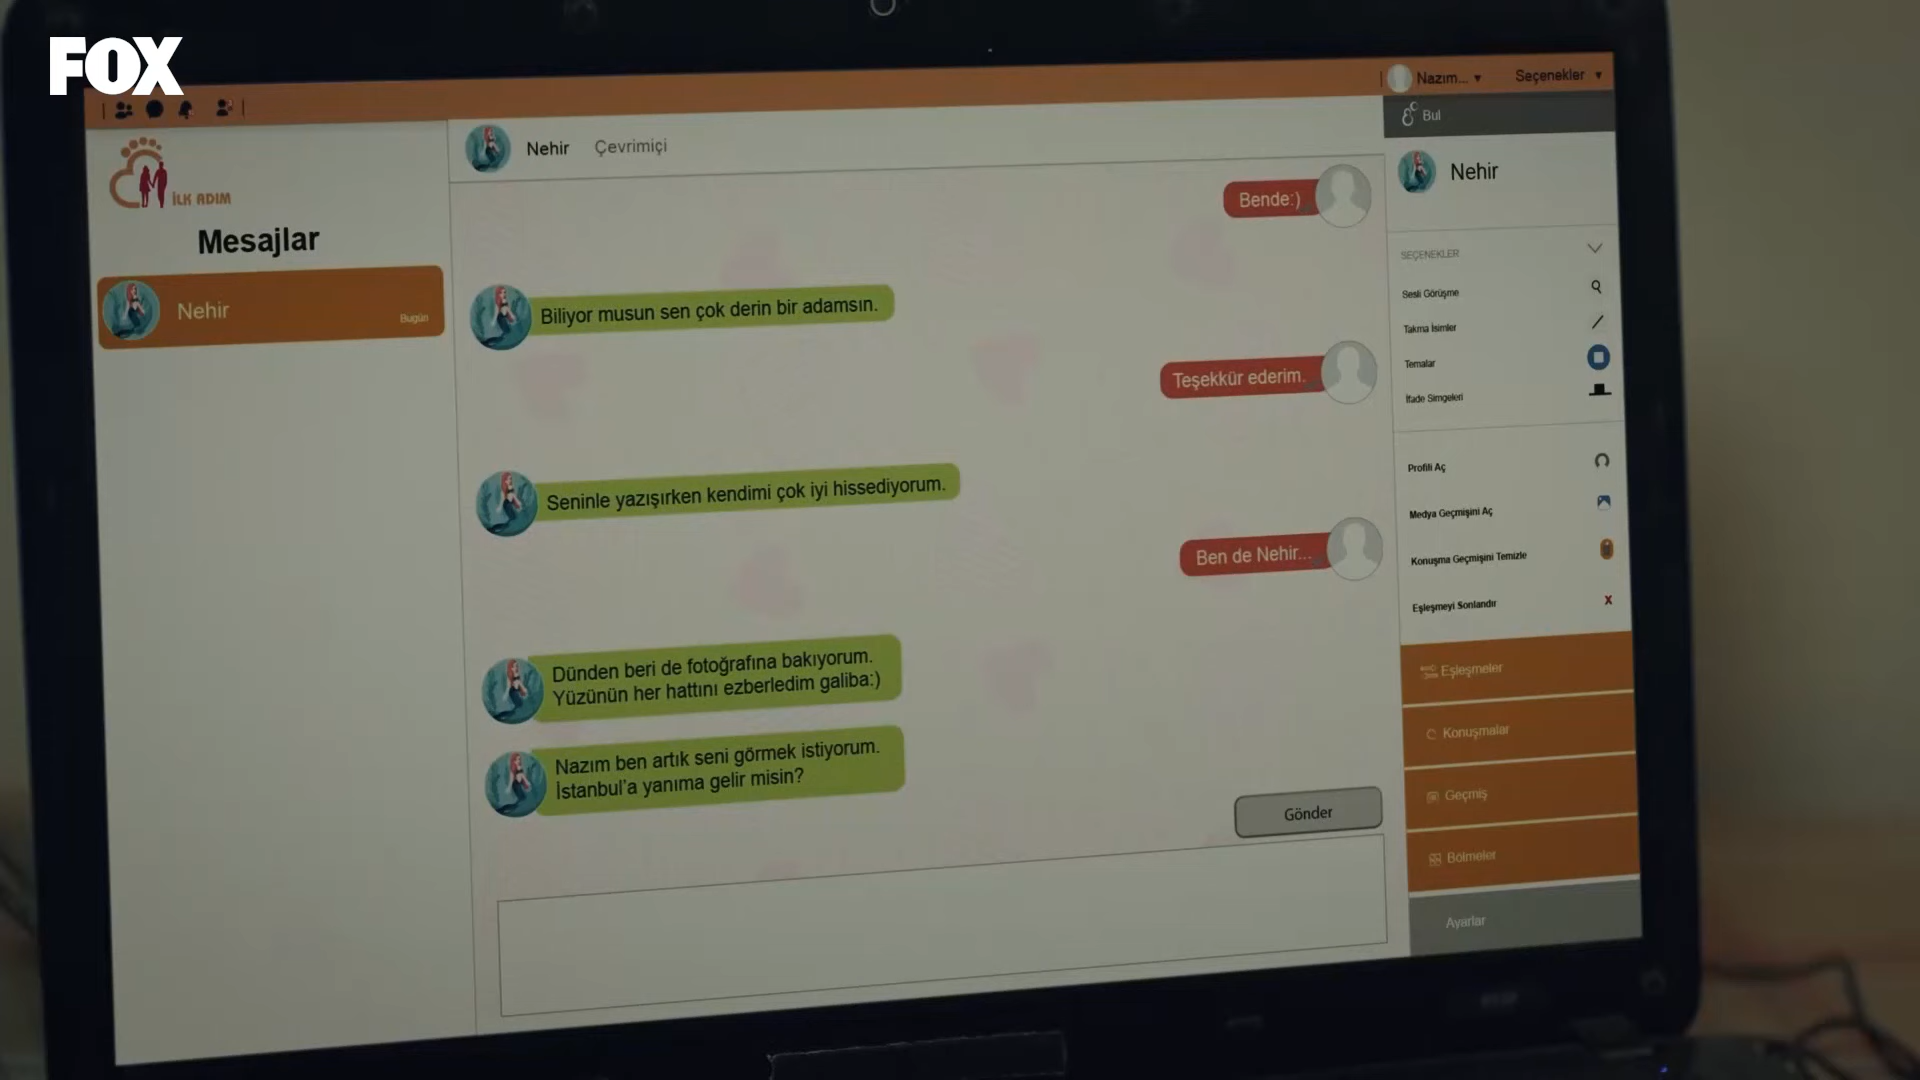 FOX
Nazım...
Seçenekler
İLK ADIM
Mesajlar
Nehir
Bugün
Nehir Çevrimiçi
Bende:)
Biliyor musun sen çok derin bir adamsın.
Teşekkür ederim.
Seninle yazışırken kendimi çok iyi hissediyorum.
Ben de Nehir...
Dünden beri de fotoğrafına bakıyorum.
Yüzünün her hattını ezberledim galiba:)
Nazım ben artık seni görmek istiyorum.
İstanbul'a yanıma gelir misin?
Gönder
Bul
Nehir
SEÇENEKLER
Sesli Görüşme
Takma İsimler
Temalar
İfade Simgeleri
Profili Aç
Medya Geçmişini Aç
Konuşma Geçmişini Temizle
Eşleşmeyi Sonlandır
X
Eşleşmeler
Konuşmalar
Geçmiş
Bölmeler
Ayarlar